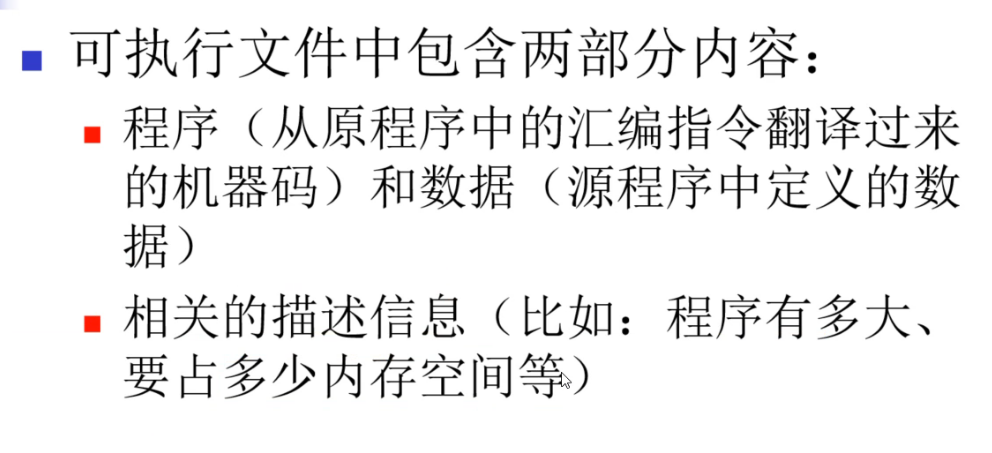 可执行文件中包含两部分内容：
程序（从原程序中的汇编指令翻译过来
的机器码）和数据（源程序中定义的数
据）
相关的描述信息（比如：程序有多大、
要占多少内存空间等）